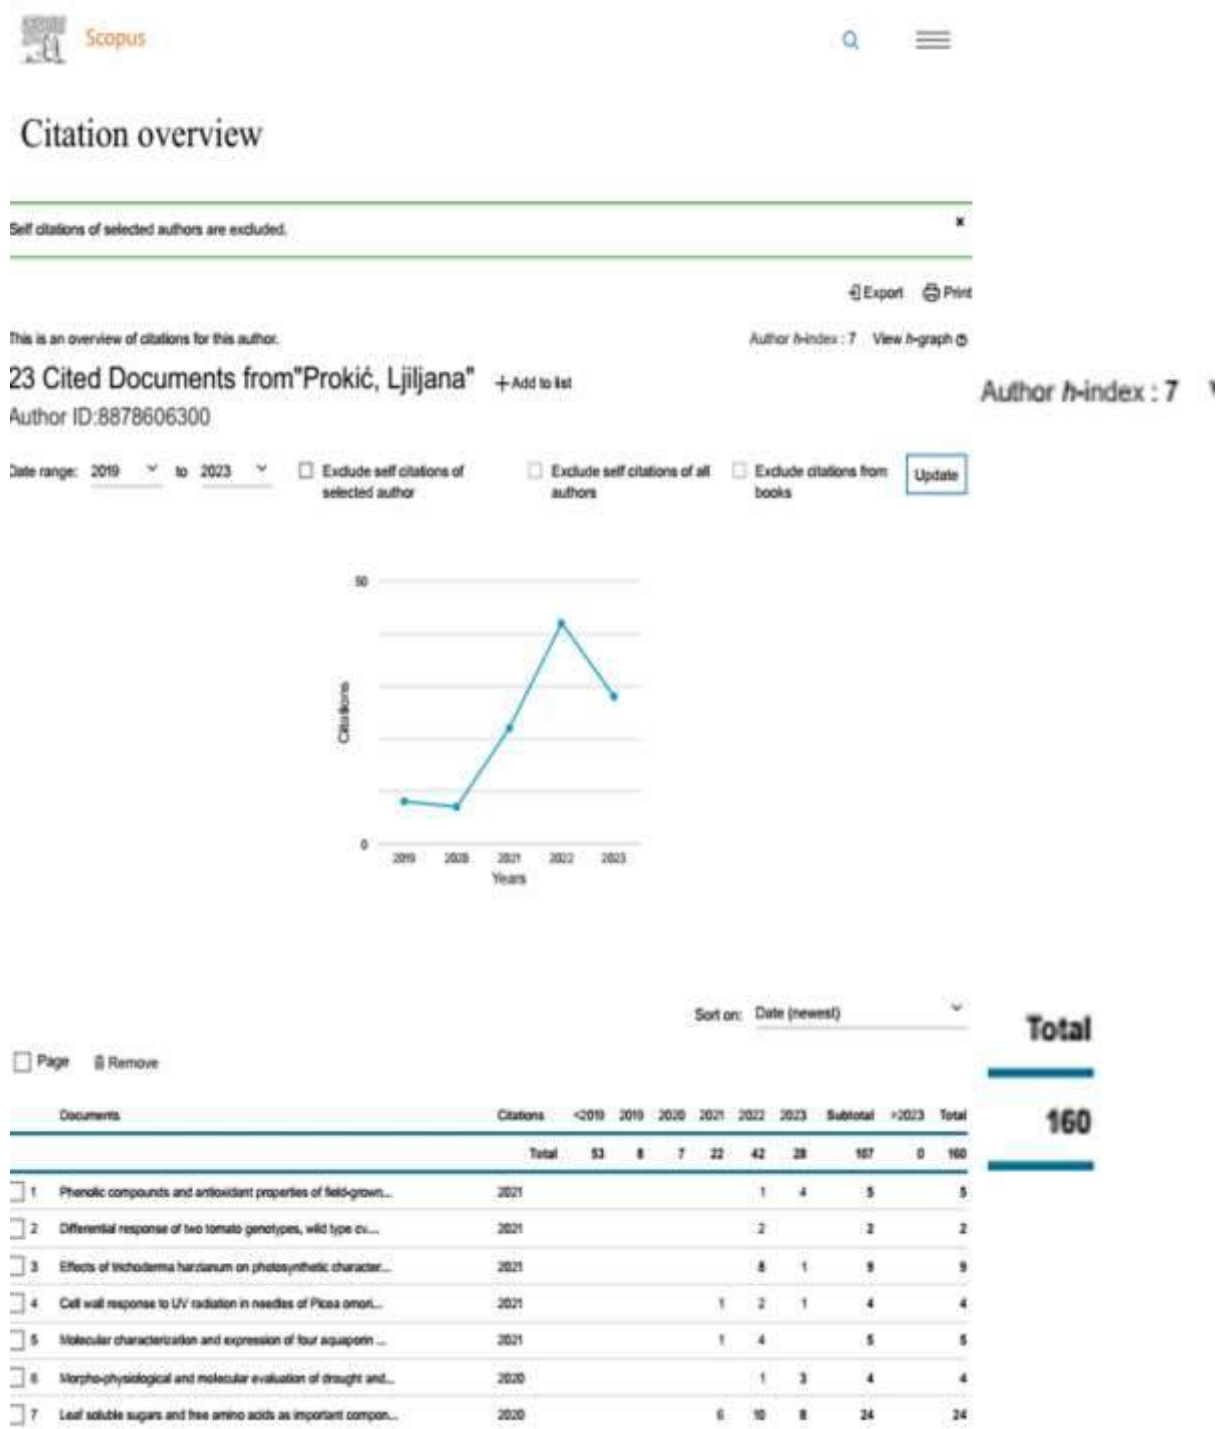 Scopus
Citation overview
Self citations of selected authors are excluded.
Export Print
This is an overview of citations for this author.
Author h-index : 7 View h-graph
23 Cited Documents from"Prokić, Ljiljana" +Add to list
Author h-index : 7
Author ID:8878606300
Date range: 2019 to 2023 Exclude self citations of selected author Exclude self citations of all authors Exclude citations from books Update
50
Citations
0
2019 2020 2021 2022 2023
Years
Sort on: Date (newest)
Total
Page Remove
Documents Citations <2019 2019 2020 2021 2022 2023 Subtotal >2023 Total
160
Total 53 8 7 22 42 28 107 0 160
1 Phenolic compounds and antioxidant properties of field-grown... 2021 1 4 5 5
2 Differential response of two tomato genotypes, wild type cv.... 2021 2 2 2
3 Effects of trichoderma harzianum on photosynthetic character... 2021 8 1 9 9
4 Cell wall response to UV radiation in needles of Picea omori... 2021 1 2 1 4 4
5 Molecular characterization and expression of four aquaporin ... 2021 1 4 5 5
6 Morpho-physiological and molecular evaluation of drought and... 2020 1 3 4 4
7 Leaf soluble sugars and free amino acids as important compon... 2020 6 10 8 24 24